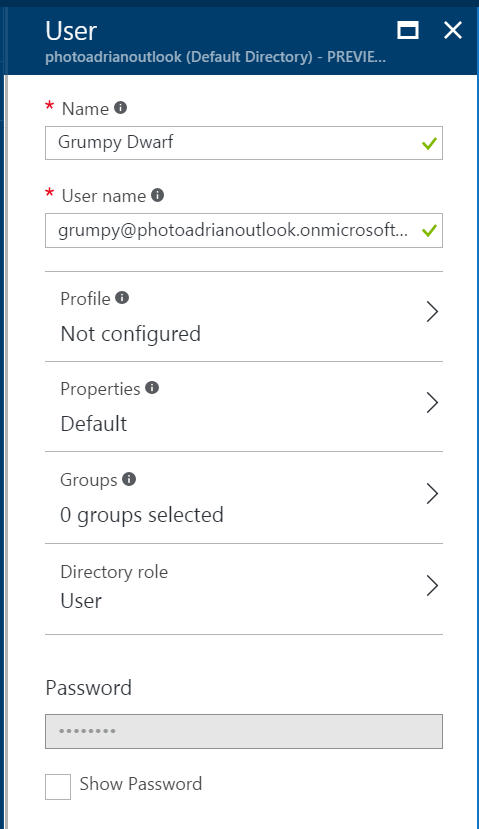 User
photoadrianoutlook (Default Directory) - PREVIE...
* Name
Grumpy Dwarf
* User name
grumpy@photoadrianoutlook.onmicrosoft...
Profile
Not configured
Properties
Default
Groups
0 groups selected
Directory role
User
Password
••••••••
Show Password